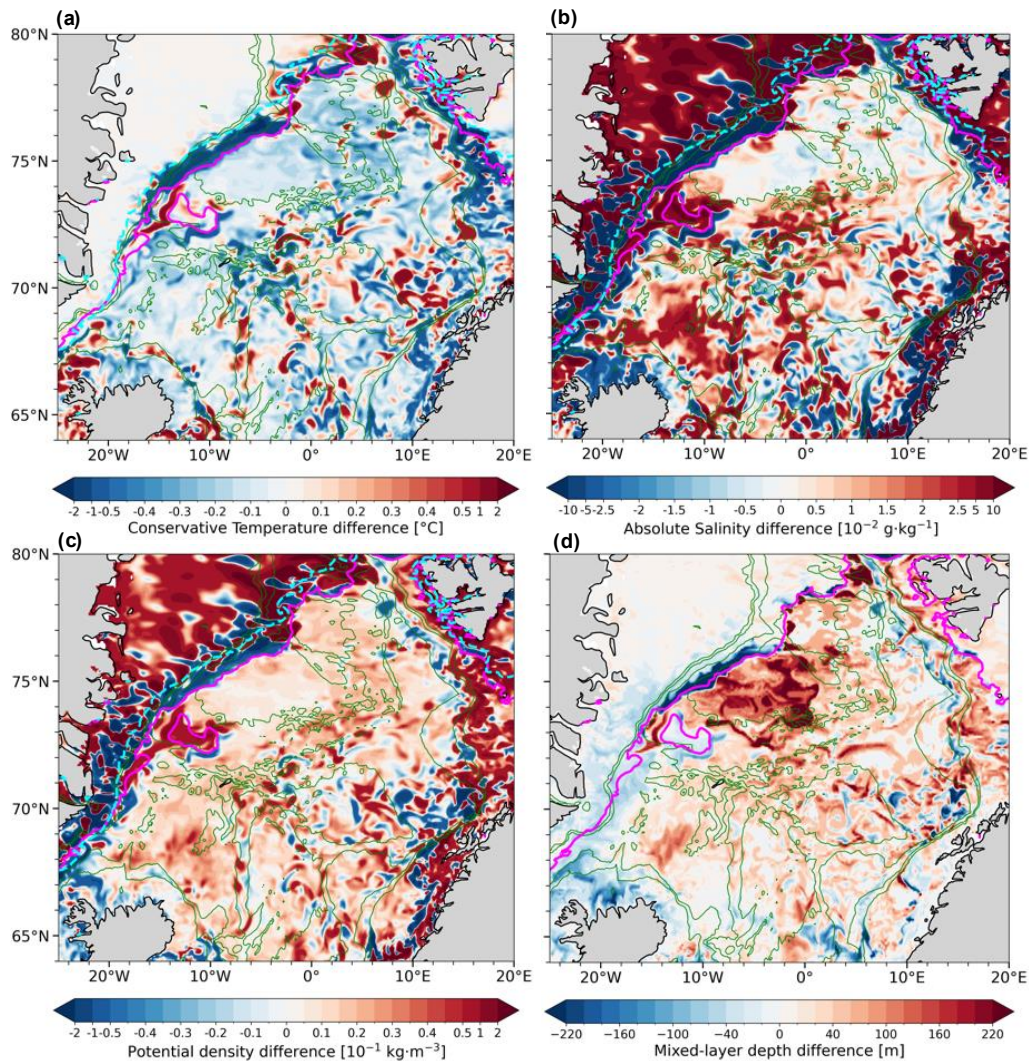 (a)
(b)
80°N
75°N
70°N
65°N
20°W 10°W 0° 10°E 20°E
20°W 10°W 0° 10°E 20°E
-2 -1-0.5 -0.4 -0.3 -0.2 -0.1 0 0.1 0.2 0.3 0.4 0.5 1 2
Conservative Temperature difference [°C]
-10 -5-2.5 -2 -1.5 -1 -0.5 0 0.5 1 1.5 2 2.5 5 10
Absolute Salinity difference [10⁻² g·kg⁻¹]
(c)
(d)
80°N
75°N
70°N
65°N
20°W 10°W 0° 10°E 20°E
20°W 10°W 0° 10°E 20°E
-2 -1-0.5 -0.4 -0.3 -0.2 -0.1 0 0.1 0.2 0.3 0.4 0.5 1 2
Potential density difference [10⁻¹ kg·m⁻³]
−220 −160 −100 −40 0 40 100 160 220
Mixed-layer depth difference [m]